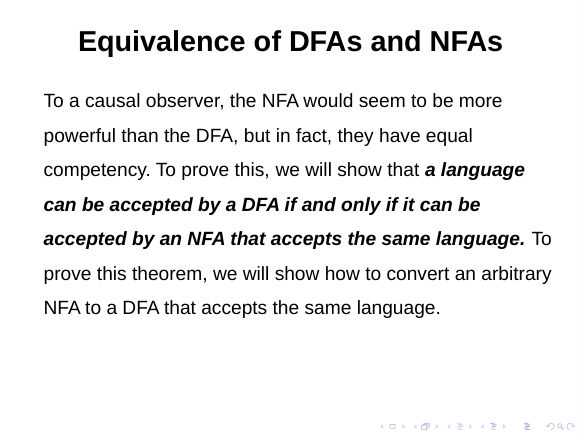 Equivalence of DFAs and NFAs
To a causal observer, the NFA would seem to be more
powerful than the DFA, but in fact, they have equal
competency. To prove this, we will show that a language
can be accepted by a DFA if and only if it can be
accepted by an NFA that accepts the same language. To
prove this theorem, we will show how to convert an arbitrary
NFA to a DFA that accepts the same language.